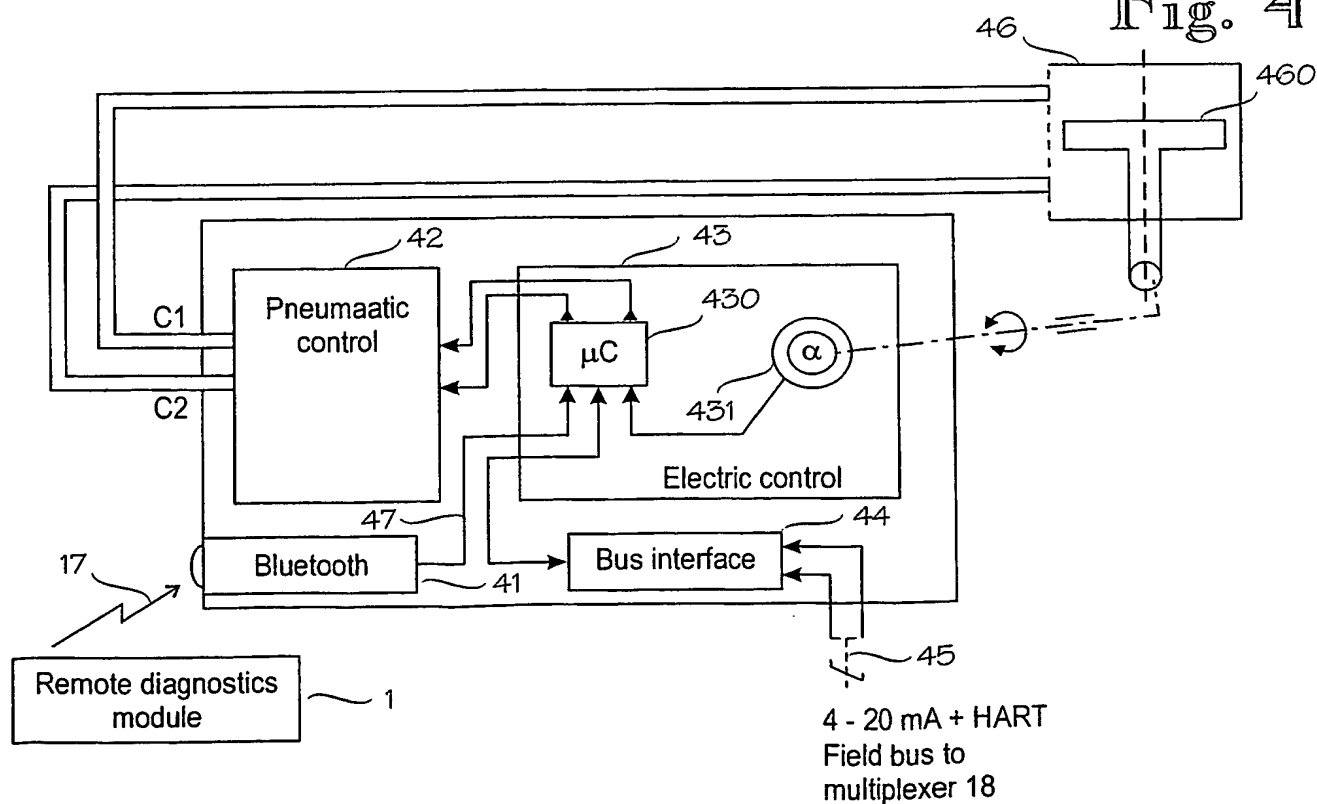 Fig. 4
46
460
42
43
C1
Pneumaatic
control
430
μC
α
431
C2
Electric control
47
44
17
Bluetooth
41
Bus interface
45
Remote diagnostics
module
1
4 - 20 mA + HART
Field bus to
multiplexer 18